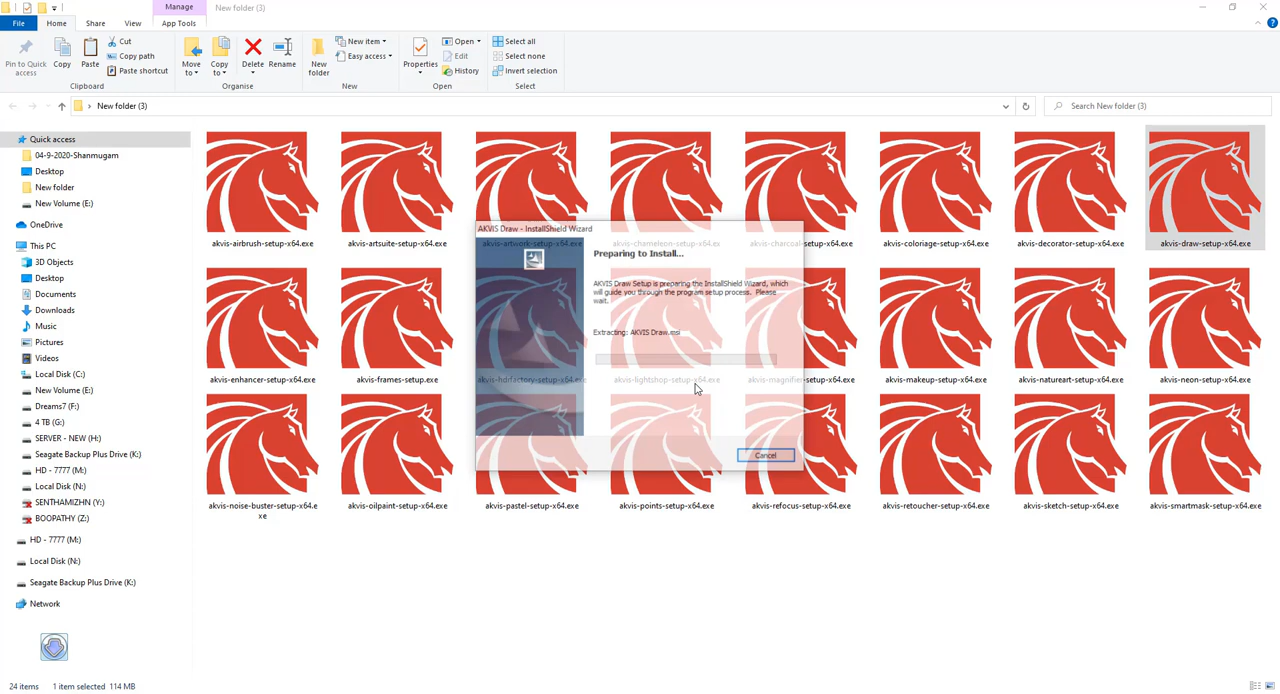 Manage
New folder (3)
File
Home
Share
View
App Tools
Pin to Quick access
Copy
Paste
Cut
Copy path
Paste shortcut
Clipboard
Move to
Copy to
Delete
Rename
Organise
New folder
New item
Easy access
New
Properties
Open
Edit
History
Open
Select all
Select none
Invert selection
Select
New folder (3)
Search New folder (3)
Quick access
04-9-2020-Shanmugam
Desktop
New folder
New Volume (E:)
OneDrive
This PC
3D Objects
Desktop
Documents
Downloads
Music
Pictures
Videos
Local Disk (C:)
New Volume (E:)
Dreams7 (F:)
4 TB (G:)
SERVER - NEW (H:)
Seagate Backup Plus Drive (K:)
HD - 7777 (M:)
Local Disk (N:)
SENTHAMIZHN (Y:)
BOOPATHY (Z:)
HD - 7777 (M:)
Local Disk (N:)
Seagate Backup Plus Drive (K:)
Network
akvis-airbrush-setup-x64.exe
akvis-artsuite-setup-x64.exe
akvis-artwork-setup-x64.exe
akvis-chameleon-setup-x64.exe
akvis-charcoal-setup-x64.exe
akvis-coloriage-setup-x64.exe
akvis-decorator-setup-x64.exe
akvis-draw-setup-x64.exe
akvis-enhancer-setup-x64.exe
akvis-frames-setup.exe
akvis-hdrfactory-setup-x64.exe
akvis-lightshop-setup-x64.exe
akvis-magnifier-setup-x64.exe
akvis-makeup-setup-x64.exe
akvis-natureart-setup-x64.exe
akvis-neon-setup-x64.exe
akvis-noise-buster-setup-x64.e
xe
akvis-oilpaint-setup-x64.exe
akvis-pastel-setup-x64.exe
akvis-points-setup-x64.exe
akvis-refocus-setup-x64.exe
akvis-retoucher-setup-x64.exe
akvis-sketch-setup-x64.exe
akvis-smartmask-setup-x64.exe
AKVIS Draw - InstallShield Wizard
Preparing to Install...
AKVIS Draw Setup is preparing the InstallShield Wizard, which
will guide you through the program setup process. Please
wait.
Extracting: AKVIS Draw.msi
Cancel
24 items
1 item selected 114 MB